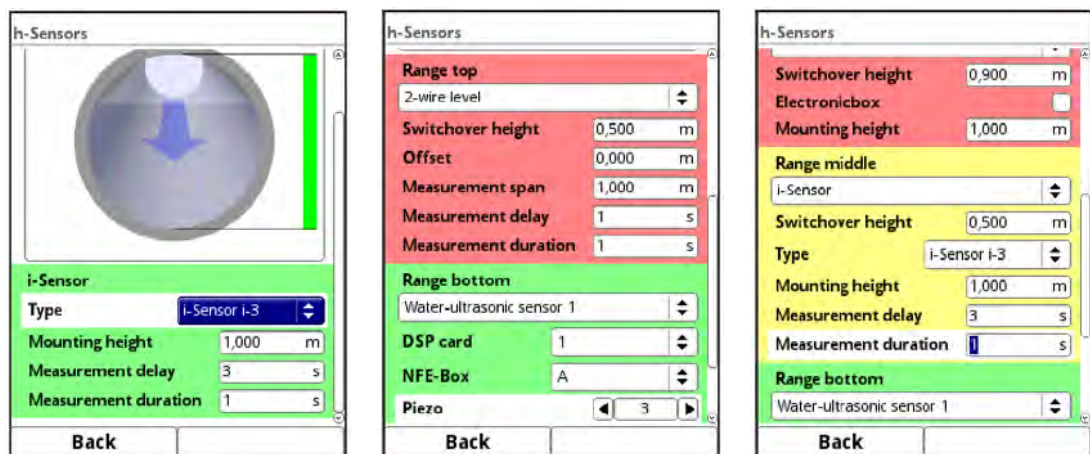 h-Sensors
i-Sensor
Type i-Sensor i-3
Mounting height 1,000 m
Measurement delay 3 s
Measurement duration 1 s
Back
h-Sensors
Range top
2-wire level
Switchover height 0,500 m
Offset 0,000 m
Measurement span 1,000 m
Measurement delay 1 s
Measurement duration 1 s
Range bottom
Water-ultrasonic sensor 1
DSP card 1
NFE-Box A
Piezo 3
Back
h-Sensors
Switchover height 0,900 m
Electronicbox
Mounting height 1,000 m
Range middle
i-Sensor
Switchover height 0,500 m
Type i-Sensor i-3
Mounting height 1,000 m
Measurement delay 3 s
Measurement duration 1 s
Range bottom
Water-ultrasonic sensor 1
Back